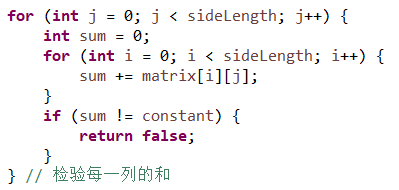 for (int j = 0; j < sideLength; j++) {
    int sum = 0;
    for (int i = 0; i < sideLength; i++) {
        sum += matrix[i][j];
    }
    if (sum != constant) {
        return false;
    }
} // 检验每一列的和